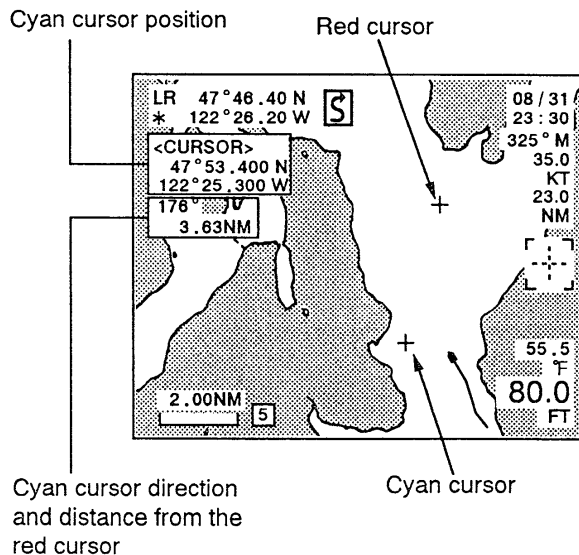 Cyan cursor position
Red cursor
LR 47°46.40 N
* 122°26.20 W
S
<CURSOR>
47°53.400 N
122°25.300 W
176°
3.63NM
08/31
23:30
325°M
35.0
KT
23.0
NM
55.5
°F
80.0
FT
2.00NM
5
Cyan cursor direction
and distance from the
red cursor
Cyan cursor